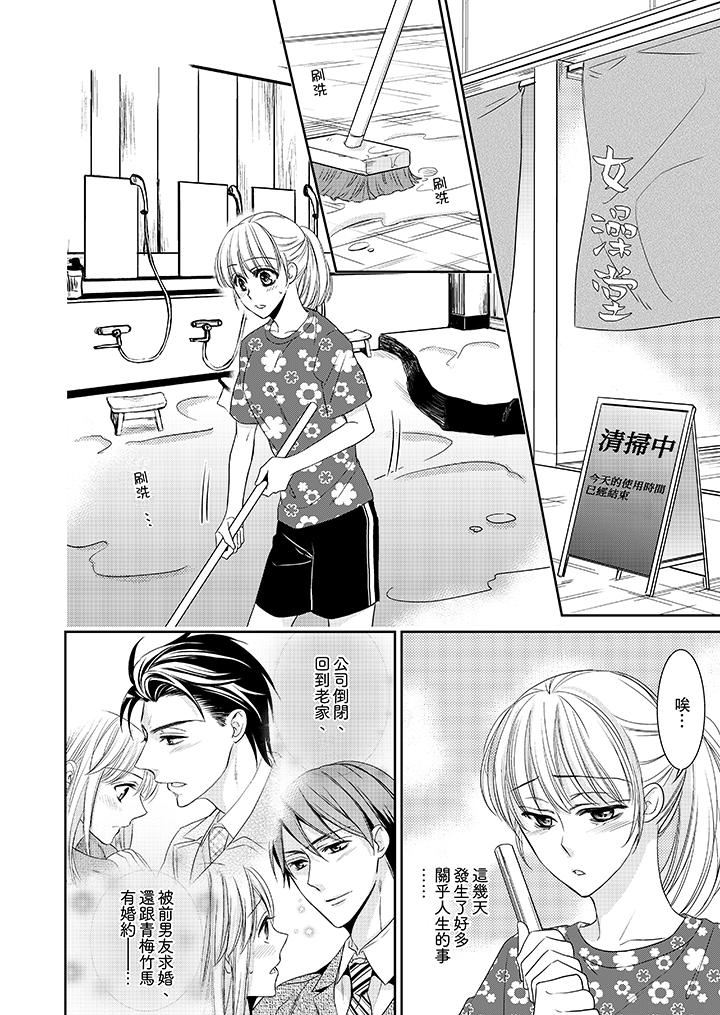 女澡堂
清掃中
今天的使用時間
已經結束
刷洗
刷洗
刷洗…
唉…
這幾天
發生了好多
關乎人生的事
……
公司倒閉、
回到老家、
被前男友求婚、
還跟青梅竹馬
有婚約——……